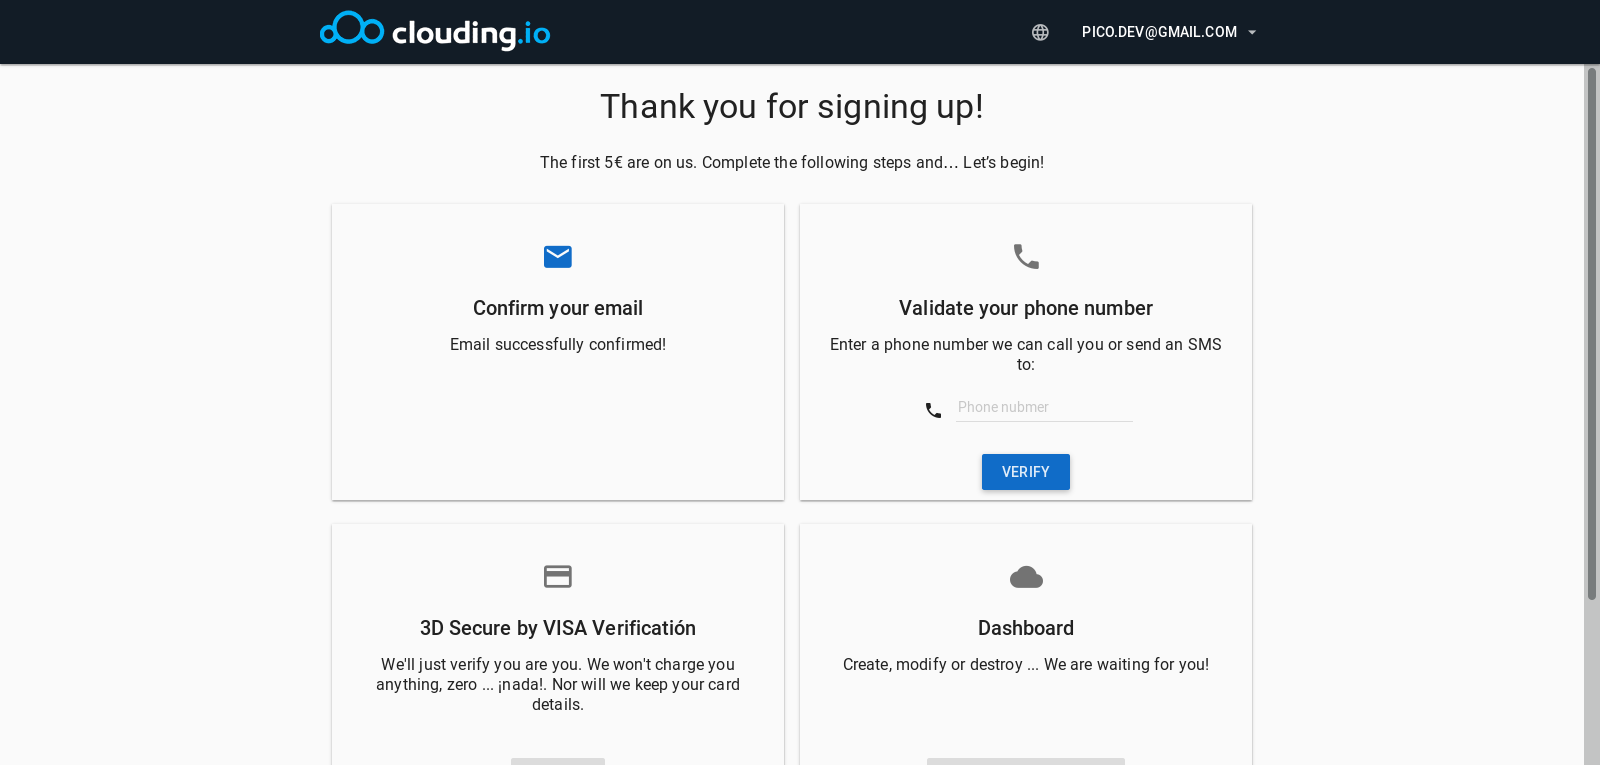 clouding.io
PICO.DEV@GMAIL.COM
Thank you for signing up!
The first 5€ are on us. Complete the following steps and… Let’s begin!
Confirm your email
Email successfully confirmed!
Validate your phone number
Enter a phone number we can call you or send an SMS
to:
Phone nubmer
VERIFY
3D Secure by VISA Verificatión
We'll just verify you are you. We won't charge you
anything, zero ... ¡nada!. Nor will we keep your card
details.
Dashboard
Create, modify or destroy ... We are waiting for you!